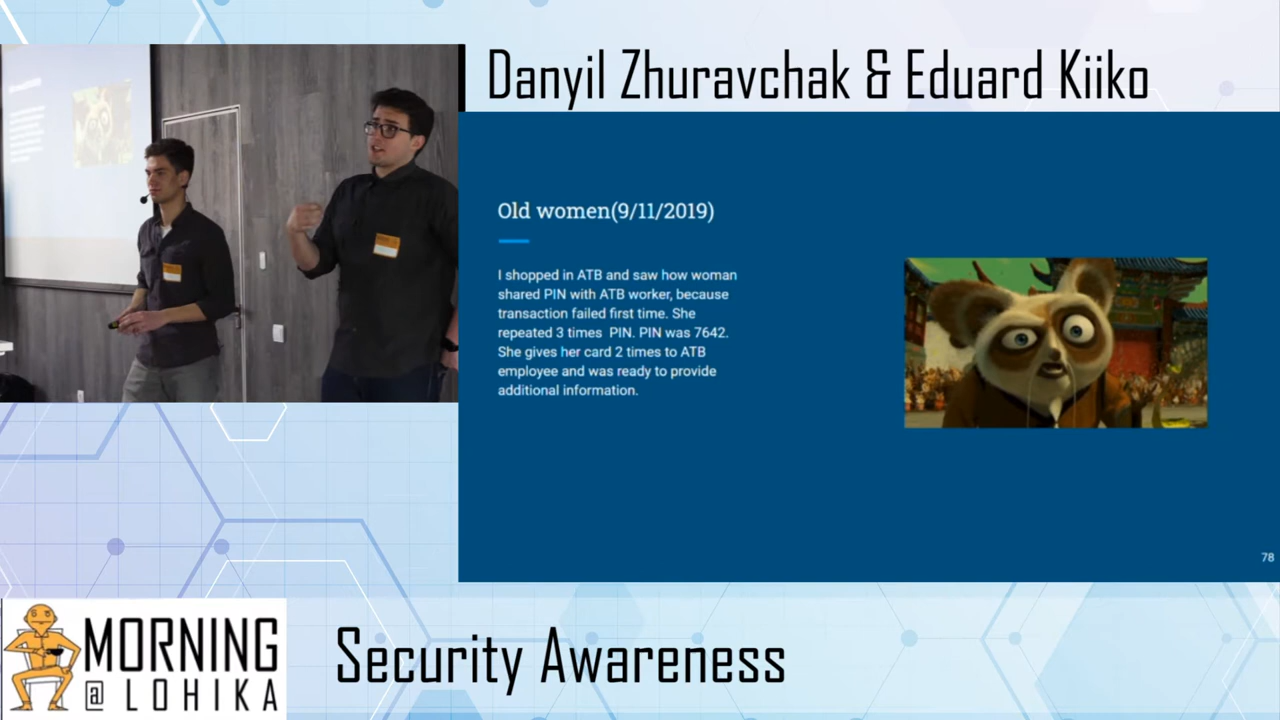 Danyil Zhuravchak & Eduard Kiiko
Old women(9/11/2019)
I shopped in ATB and saw how woman
shared PIN with ATB worker, because
transaction failed first time. She
repeated 3 times  PIN. PIN was 7642.
She gives her card 2 times to ATB
employee and was ready to provide
additional information.
78
MORNING
@ LOHIKA
Security Awareness